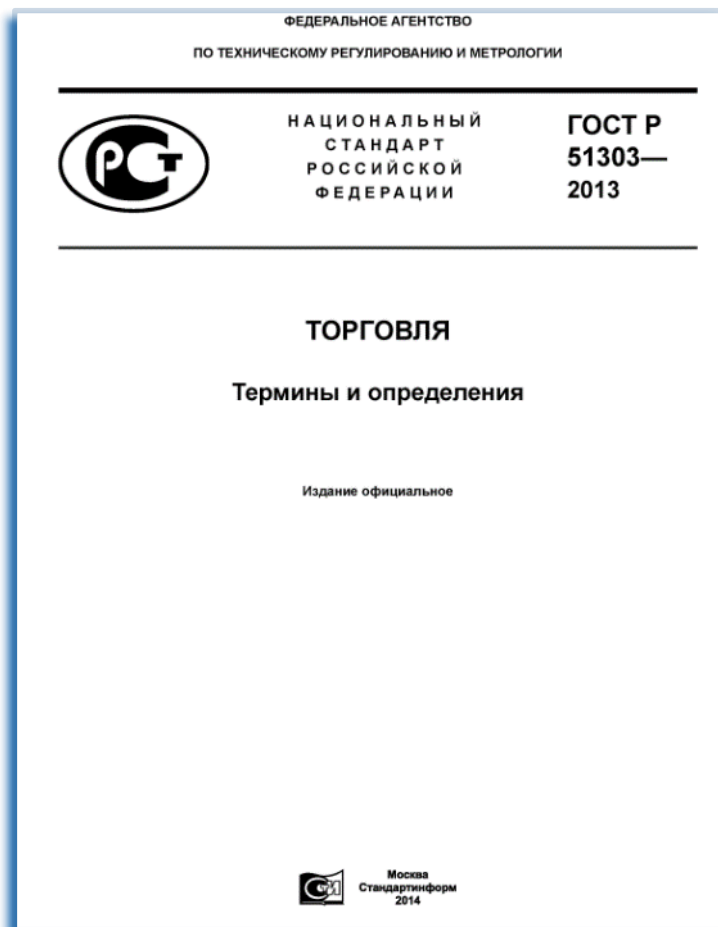 ФЕДЕРАЛЬНОЕ АГЕНТСТВО
ПО ТЕХНИЧЕСКОМУ РЕГУЛИРОВАНИЮ И МЕТРОЛОГИИ
РСТ
НАЦИОНАЛЬНЫЙ
СТАНДАРТ
РОССИЙСКОЙ
ФЕДЕРАЦИИ
ГОСТ Р
51303—
2013
ТОРГОВЛЯ
Термины и определения
Издание официальное
Москва
Стандартинформ
2014